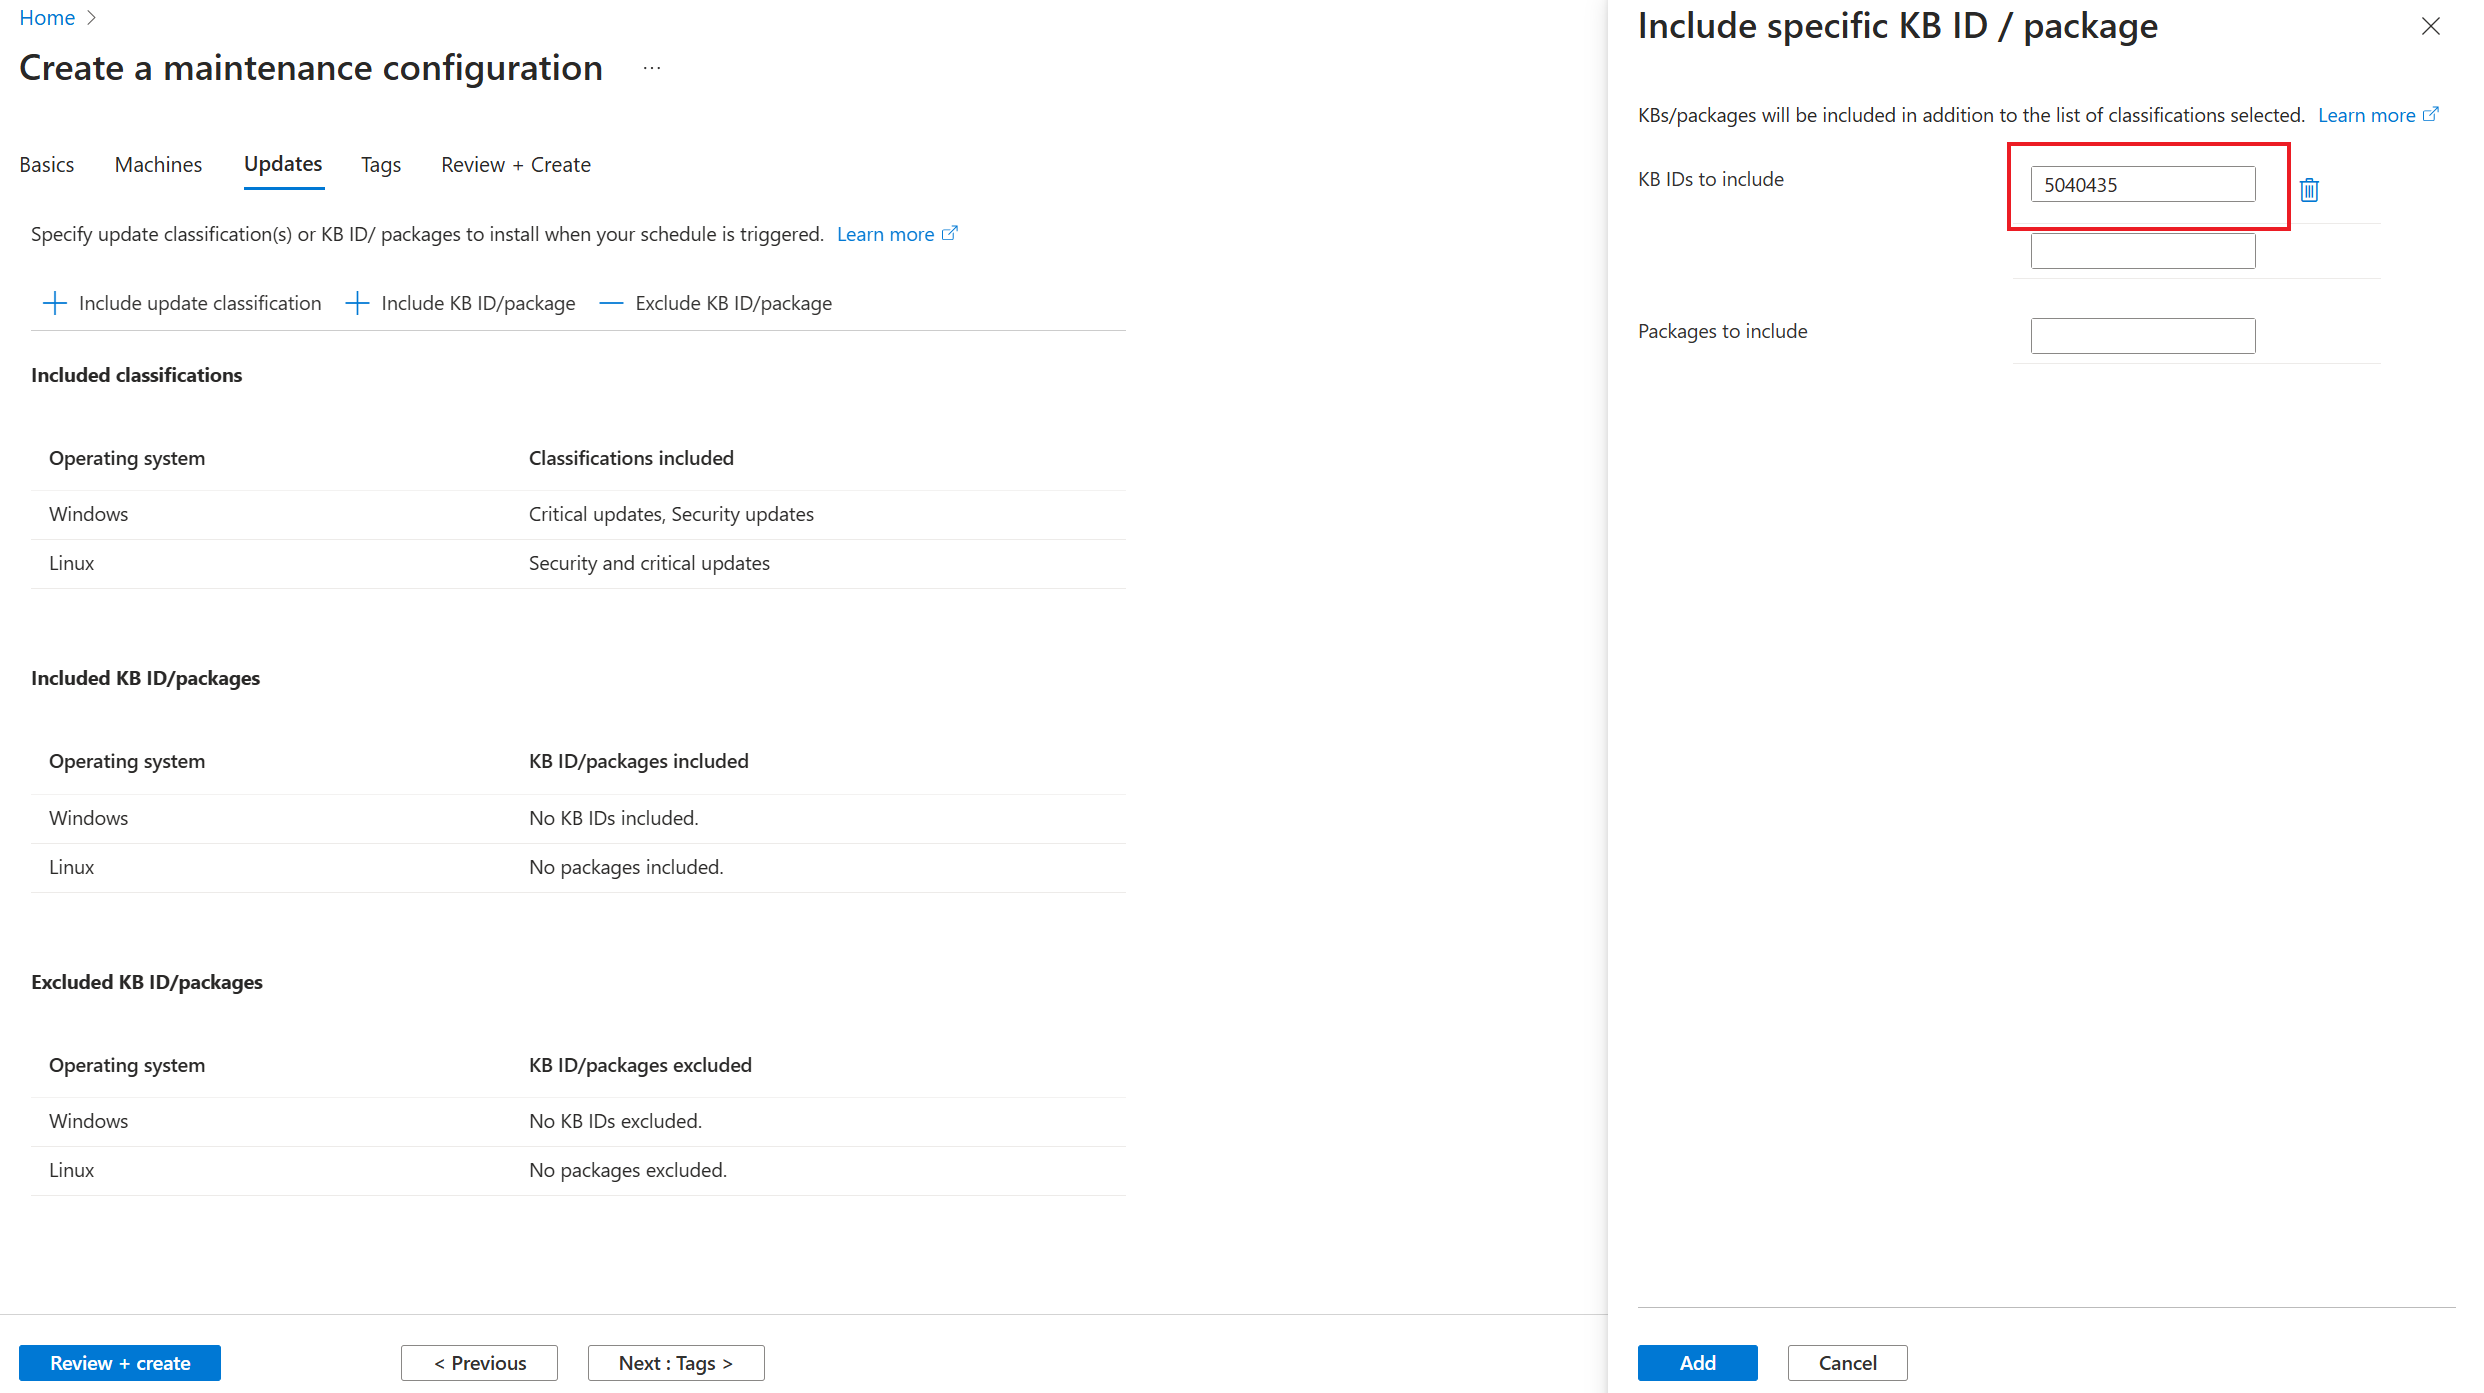 Home >
Create a maintenance configuration ...
Basics Machines Updates Tags Review + Create
Specify update classification(s) or KB ID/ packages to install when your schedule is triggered. Learn more
Include update classification Include KB ID/package Exclude KB ID/package
Included classifications
Operating system Classifications included
Windows Critical updates, Security updates
Linux Security and critical updates
Included KB ID/packages
Operating system KB ID/packages included
Windows No KB IDs included.
Linux No packages included.
Excluded KB ID/packages
Operating system KB ID/packages excluded
Windows No KB IDs excluded.
Linux No packages excluded.
Review + create < Previous Next : Tags >
Include specific KB ID / package
KBs/packages will be included in addition to the list of classifications selected. Learn more
KB IDs to include 5040435
Packages to include
Add Cancel